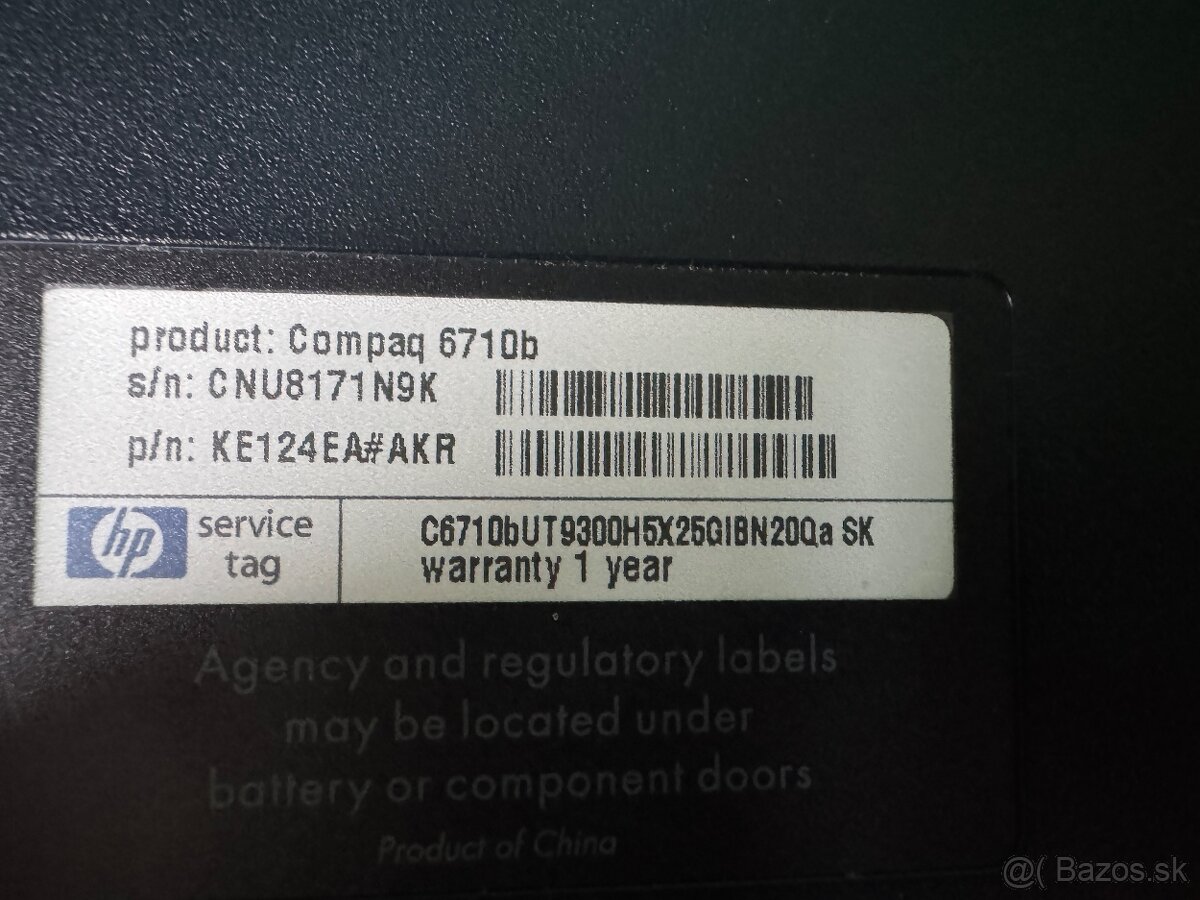 product: Compaq 6710b
s/n: CNU8171N9K
p/n: KE124EA#AKR
hp service tag
C6710bUT9300H5X25GIBN20Qa SK
warranty 1 year
Agency and regulatory labels
may be located under
battery or component doors
Product of China
@( Bazos.sk